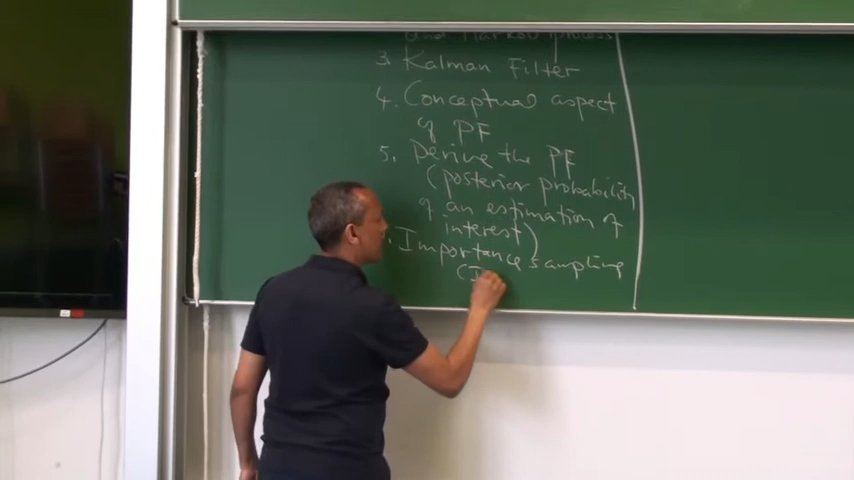 and Markov process
3. Kalman Filter
4. Conceptual aspect
of PF
5. Derive the PF
(posterior probability
of an estimation of
interest)
. Importance sampling
(I